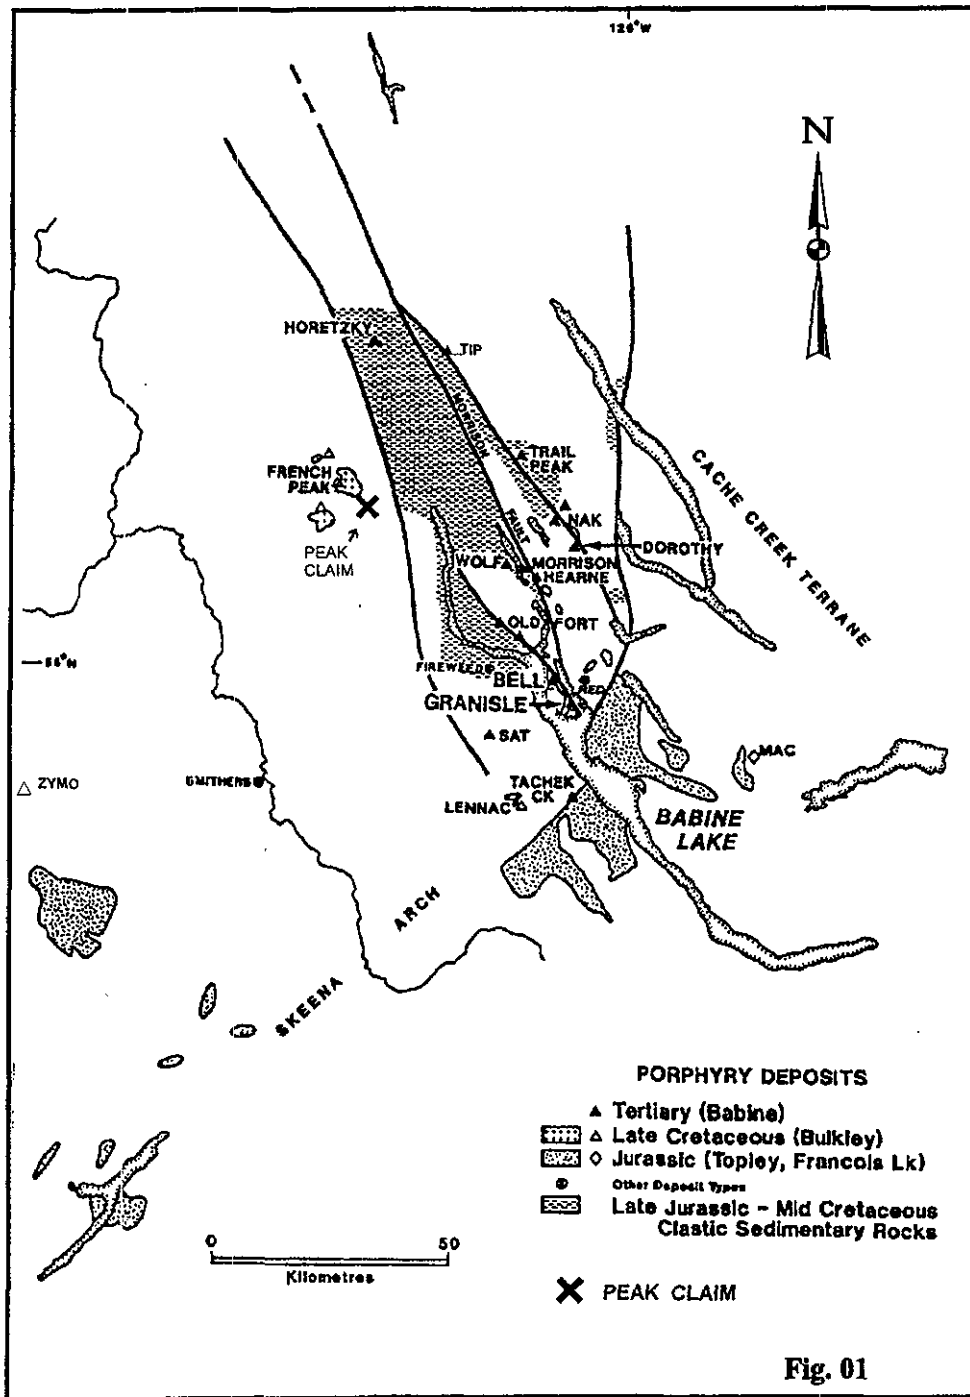 126°W
N
HORETZKY
TIP
MORRISON
FAULT
TRAIL
PEAK
FRENCH
PEAK
NAK
PEAK
CLAIM
DOROTHY
CACHE CREEK TERRANE
WOLF
MORRISON
HEARNE
OLD FORT
55°N
FIREWEED
BELL
RED
GRANISLE
SAT
MAC
ZYMO
SMITHERS
TACHEK
CK
LENNAC
BABINE
LAKE
SKEENA ARCH
PORPHYRY DEPOSITS
Tertiary (Babine)
Late Cretaceous (Bulkley)
Jurassic (Topley, Francois Lk)
Other Deposit Types
Late Jurassic - Mid Cretaceous
Clastic Sedimentary Rocks
0 50
Kilometres
PEAK CLAIM
Fig. 01